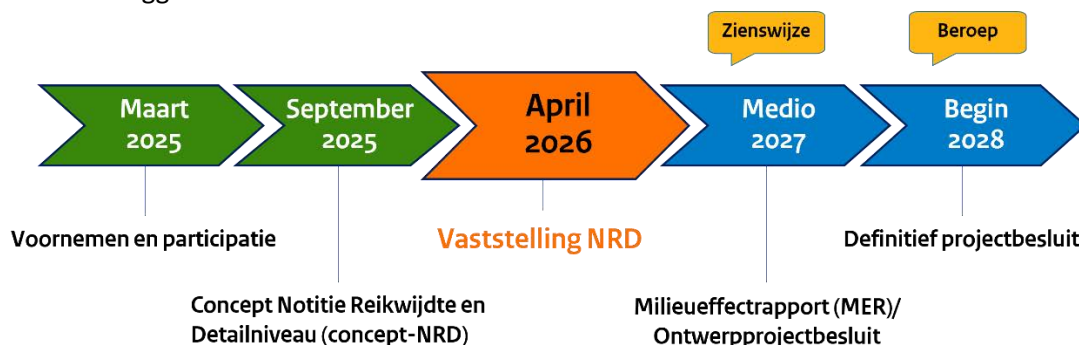 Zienswijze
Beroep
Maart
2025
September
2025
April
2026
Medio
2027
Begin
2028
Voornemen en participatie
Vaststelling NRD
Definitief projectbesluit
Concept Notitie Reikwijdte en
Detailniveau (concept-NRD)
Milieueffectrapport (MER)/
Ontwerpprojectbesluit